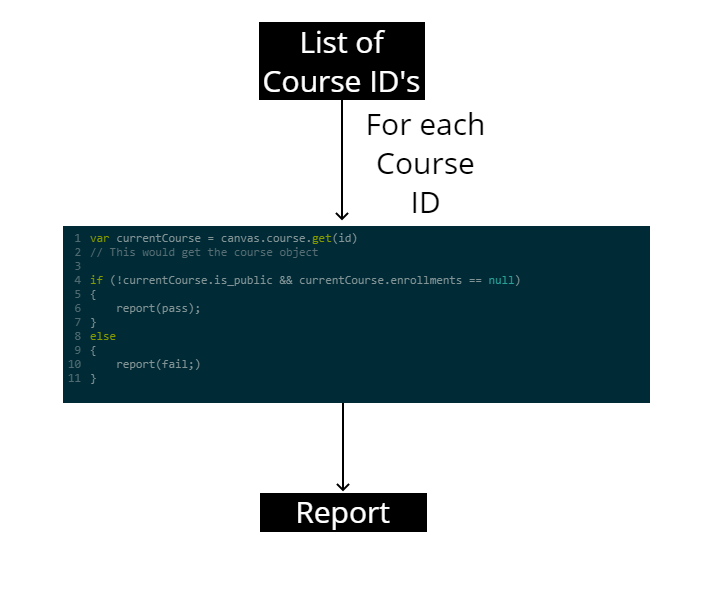 List of
Course ID's
For each
Course
ID
1 var currentCourse = canvas.course.get(id)
2 // This would get the course object
3
4 if (!currentCourse.is_public && currentCourse.enrollments == null)
5 {
6 report(pass);
7 }
8 else
9 {
10 report(fail;)
11 }
Report